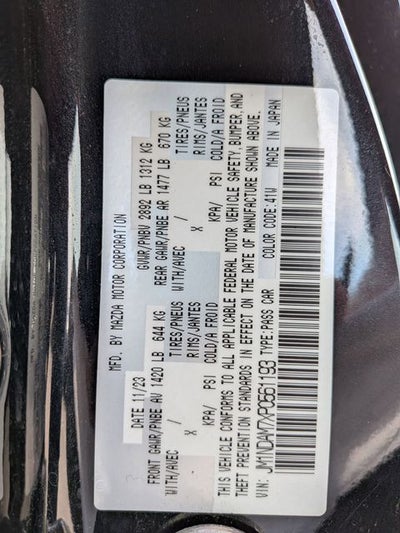 MFD. BY MAZDA MOTOR CORPORATION
DATE 11/23 GVWR/PNBV 2892 LB 1312 KG
FRONT GAWR/PNBE AV 1420 LB 644 KG REAR GAWR/PNBE AR 1477 LB 670 KG
WITH/AVEC / TIRES/PNEUS WITH/AVEC / TIRES/PNEUS
X RIMS/JANTES X RIMS/JANTES
KPA/ PSI COLD/A FROID KPA/ PSI COLD/A FROID
THIS VEHICLE CONFORMS TO ALL APPLICABLE FEDERAL MOTOR VEHICLE SAFETY, BUMPER, AND
THEFT PREVENTION STANDARDS IN EFFECT ON THE DATE OF MANUFACTURE SHOWN ABOVE.
VIN: JM1NDAM7XP0561193 TYPE:PASS CAR COLOR CODE:41W MADE IN JAPAN